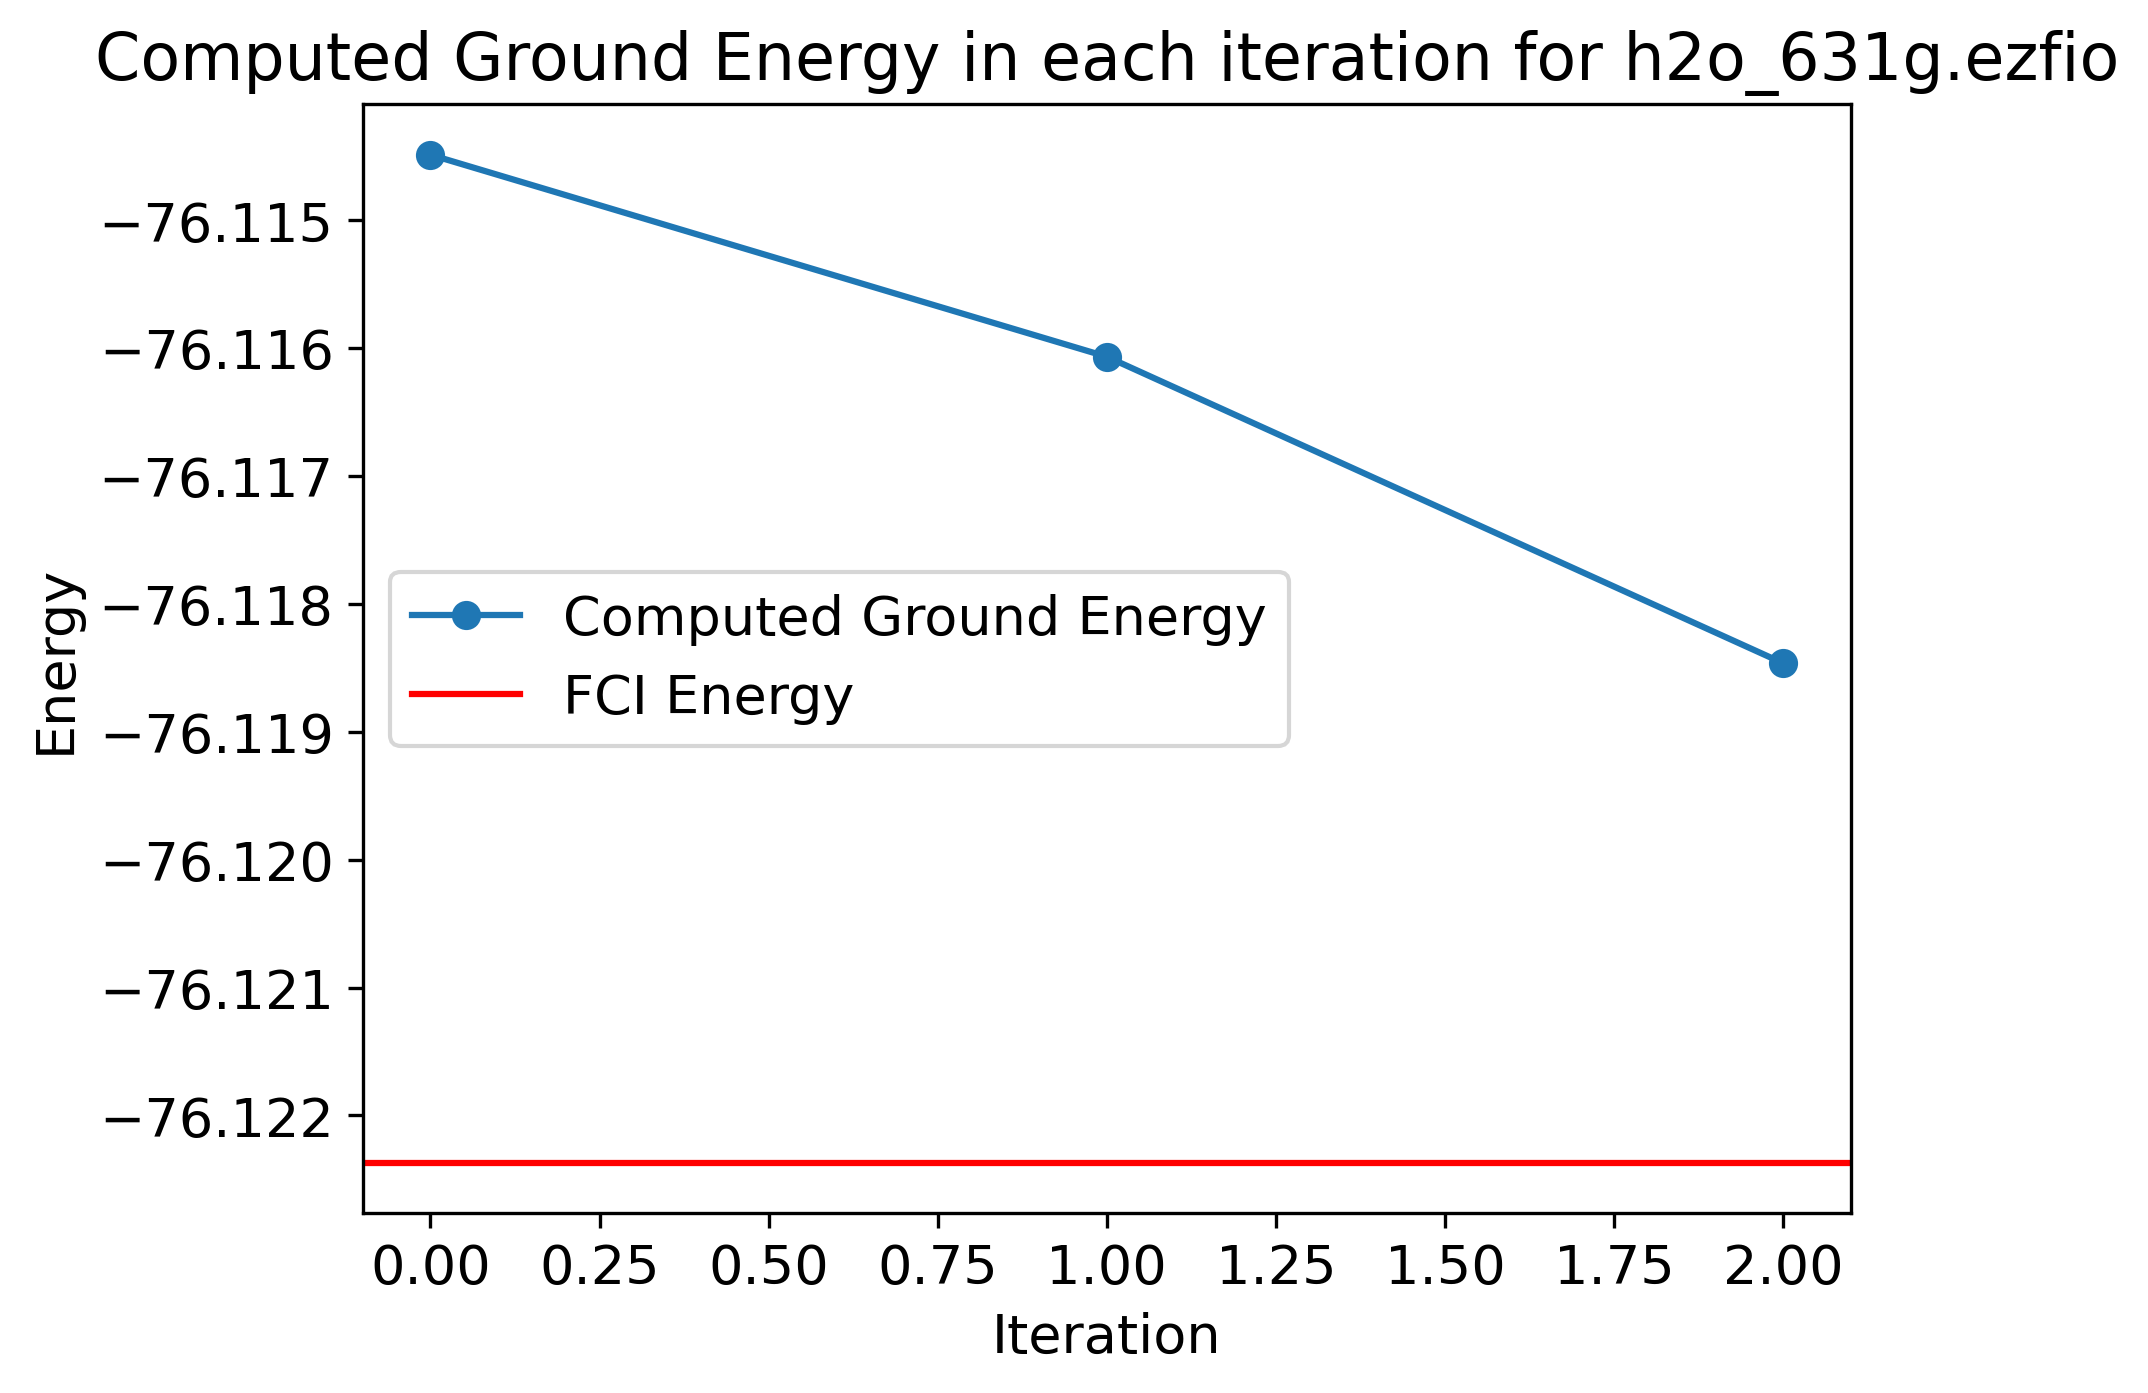 Computed Ground Energy in each iteration for h2o_631g.ezfio
−76.115
−76.116
−76.117
−76.118
−76.119
−76.120
−76.121
−76.122
Energy
Computed Ground Energy
FCI Energy
0.00 0.25 0.50 0.75 1.00 1.25 1.50 1.75 2.00
Iteration